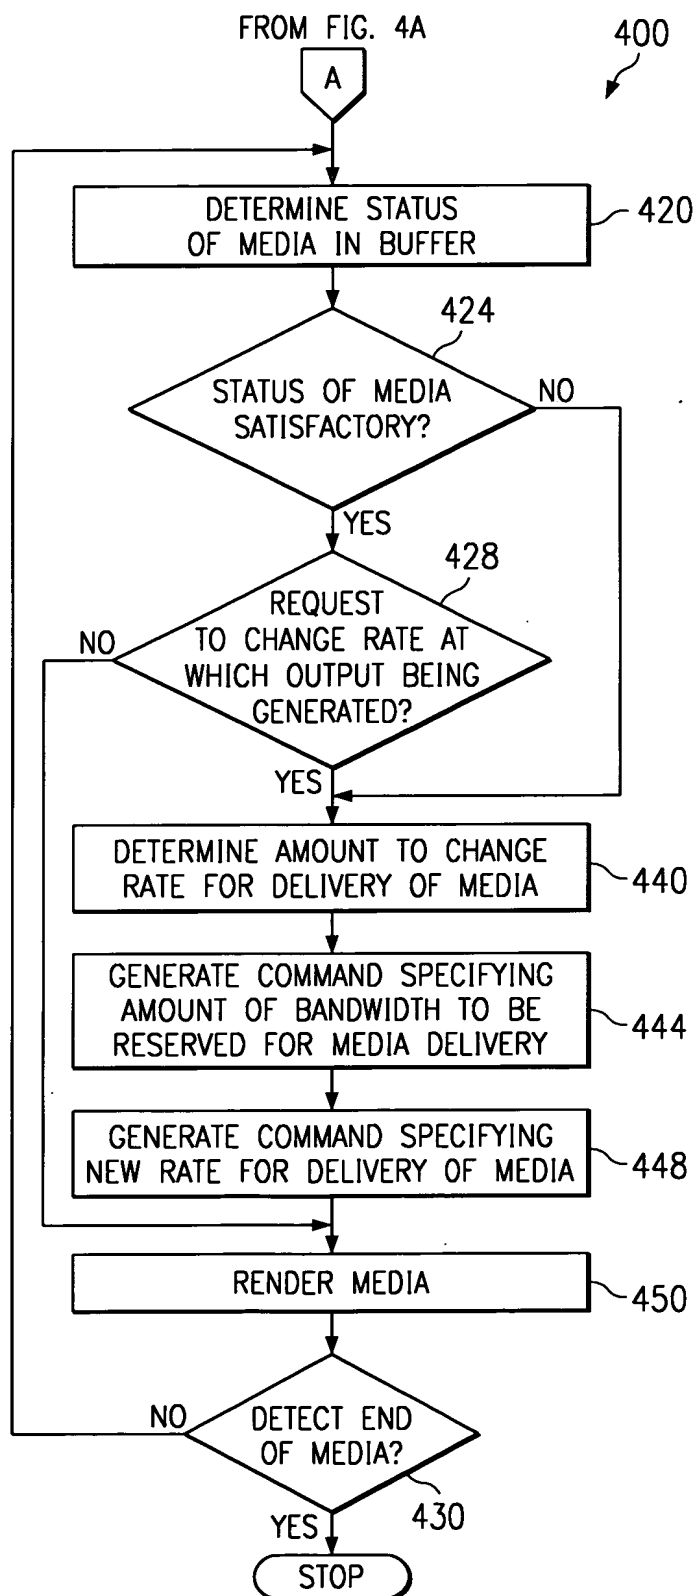 FROM FIG. 4A
400
A
DETERMINE STATUS
OF MEDIA IN BUFFER
420
424
STATUS OF MEDIA
SATISFACTORY?
NO
YES
428
REQUEST
TO CHANGE RATE AT
WHICH OUTPUT BEING
GENERATED?
NO
YES
DETERMINE AMOUNT TO CHANGE
RATE FOR DELIVERY OF MEDIA
440
GENERATE COMMAND SPECIFYING
AMOUNT OF BANDWIDTH TO BE
RESERVED FOR MEDIA DELIVERY
444
GENERATE COMMAND SPECIFYING
NEW RATE FOR DELIVERY OF MEDIA
448
RENDER MEDIA
450
NO
DETECT END
OF MEDIA?
430
YES
STOP